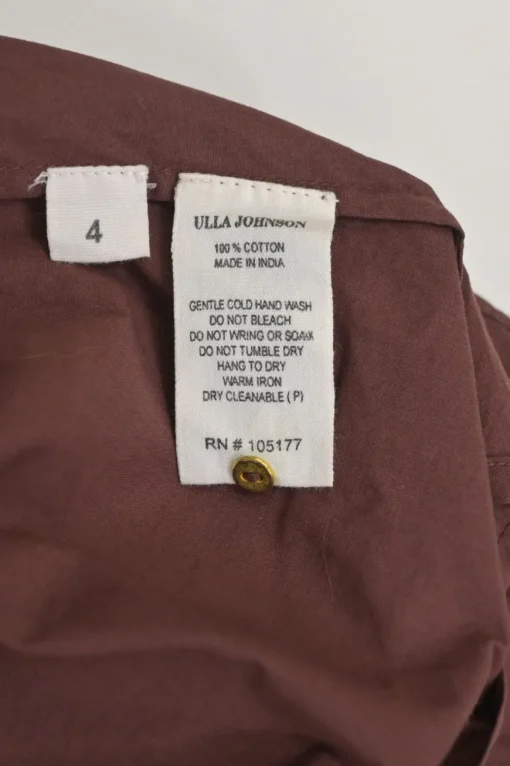 4
ULLA JOHNSON
100 % COTTON
MADE IN INDIA
GENTLE COLD HAND WASH
DO NOT BLEACH
DO NOT WRING OR SOAK
DO NOT TUMBLE DRY
HANG TO DRY
WARM IRON
DRY CLEANABLE ( P )
RN # 105177